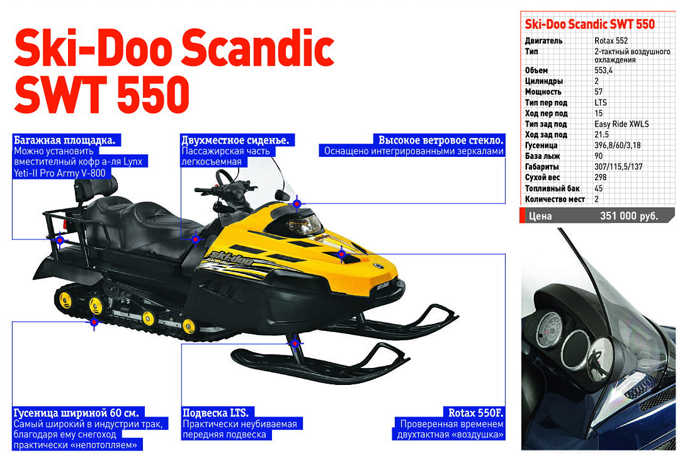 Ski-Doo Scandic
SWT 550
Багажная площадка.
Можно установить
вместительный кофр а-ля Lynx
Yeti-II Pro Army V-800
Двухместное сиденье.
Пассажирская часть
легкосъемная
Высокое ветровое стекло.
Оснащено интегрированными зеркалами
ski-doo
Гусеница шириной 60 см.
Самый широкий в индустрии трак,
благодаря ему снегоход
практически «непотопляем»
Подвеска LTS.
Практически неубиваемая
передняя подвеска
Rotax 550F.
Проверенная временем
двухтактная «воздушка»
Ski-Doo Scandic SWT 550
Двигатель Rotax 552
Тип 2-тактный воздушного
охлаждения
Объем 553,4
Цилиндры 2
Мощность 57
Тип пер под LTS
Ход пер под 15
Тип зад под Easy Ride XWLS
Ход зад под 21.5
Гусеница 396,8/60/3,18
База лыж 90
Габариты 307/115,5/137
Сухой вес 298
Топливный бак 45
Количество мест 2
Цена 351 000 руб.